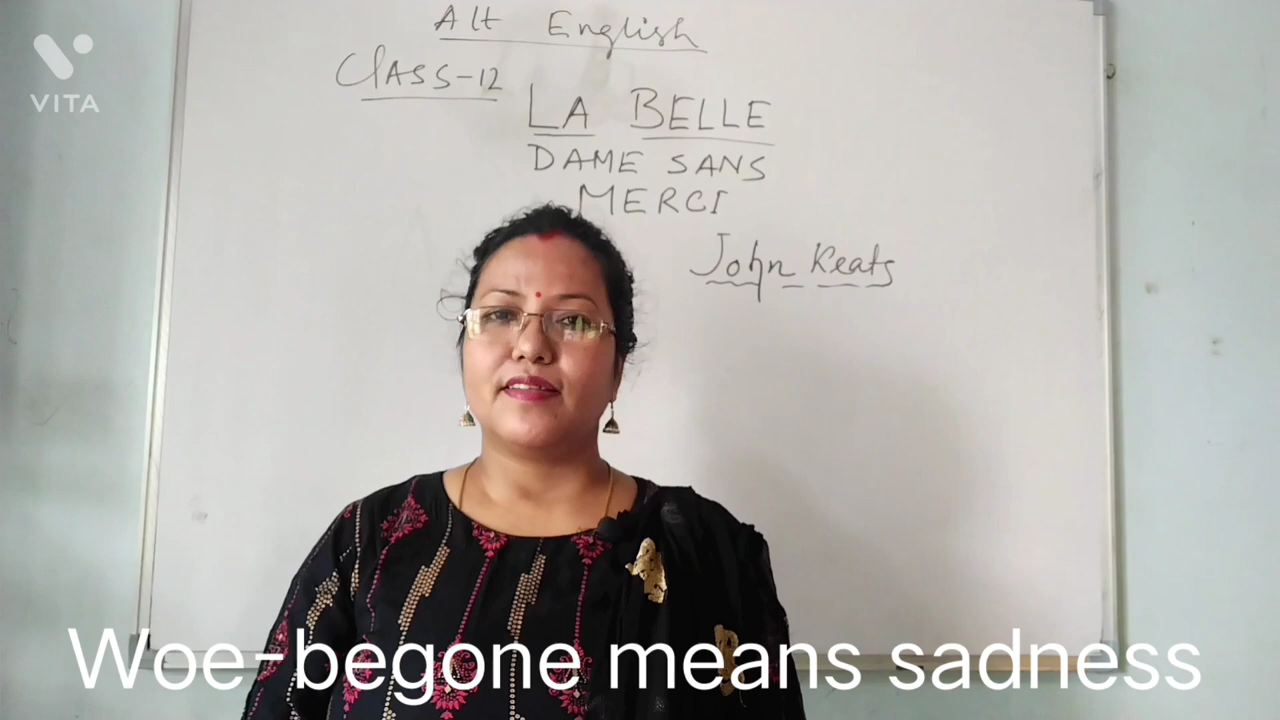 VITA
Alt English
CLASS-12
LA BELLE
DAME SANS
MERCI
John Keats
Woe-begone means sadness